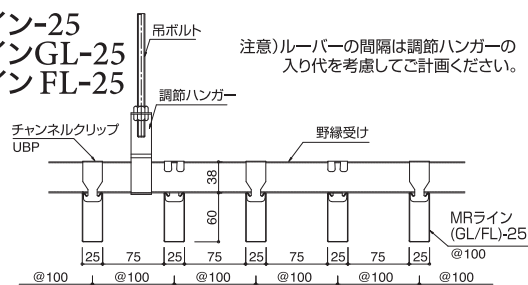 イン-25
インGL-25
イン FL-25
吊ボルト
注意)ルーバーの間隔は調節ハンガーの
入り代を考慮してご計画ください。
調節ハンガー
チャンネルクリップ
UBP
野縁受け
38
60
MRライン
(GL/FL)-25
@100
25 75 25 75 25 75 25 75 25
@100 @100 @100 @100 @100 @100